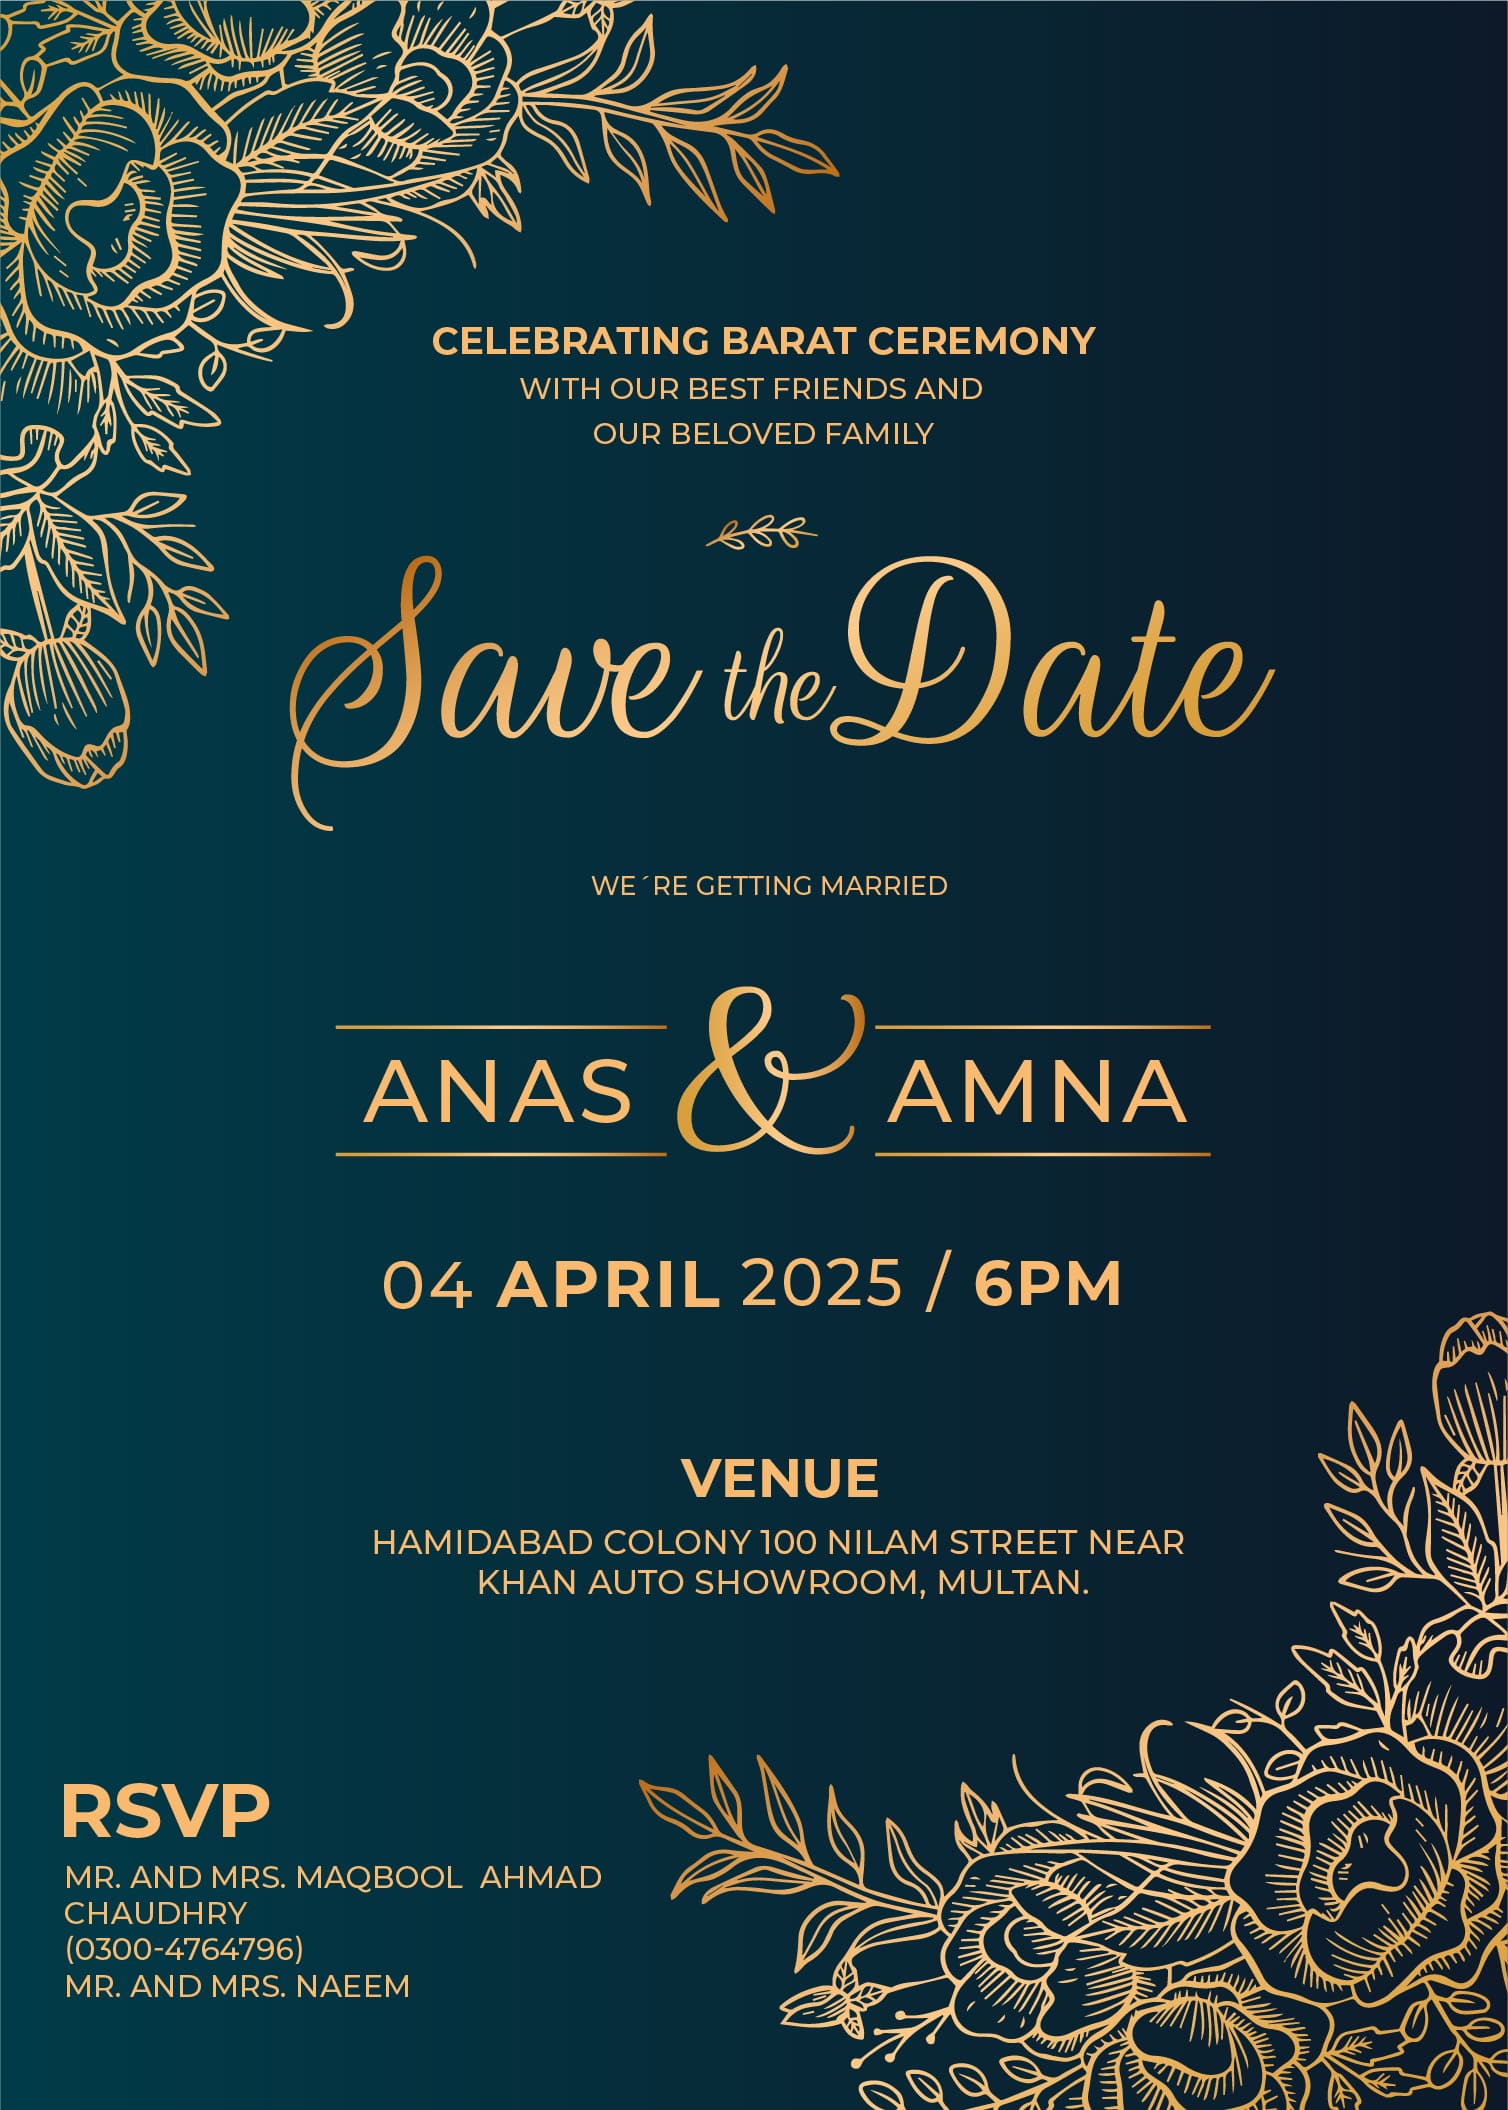 CELEBRATING BARAT CEREMONY
WITH OUR BEST FRIENDS AND
OUR BELOVED FAMILY
Save the Date
WE´RE GETTING MARRIED
ANAS & AMNA
04 APRIL 2025 / 6PM
VENUE
HAMIDABAD COLONY 100 NILAM STREET NEAR
KHAN AUTO SHOWROOM, MULTAN.
RSVP
MR. AND MRS. MAQBOOL  AHMAD
CHAUDHRY
(0300-4764796)
MR. AND MRS. NAEEM